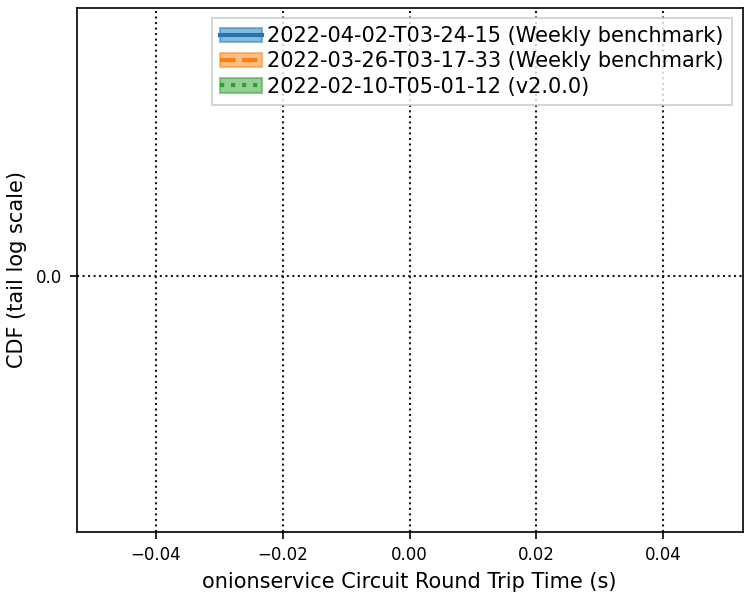 2022-04-02-T03-24-15 (Weekly benchmark)
2022-03-26-T03-17-33 (Weekly benchmark)
2022-02-10-T05-01-12 (v2.0.0)
CDF (tail log scale)
0.0
−0.04 −0.02 0.00 0.02 0.04
onionservice Circuit Round Trip Time (s)